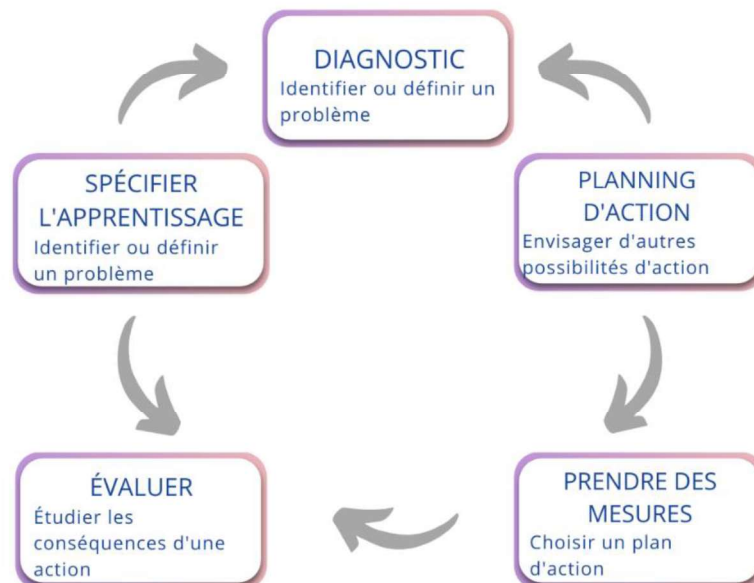 DIAGNOSTIC
Identifier ou définir un
problème
SPÉCIFIER
L'APPRENTISSAGE
Identifier ou définir
un problème
PLANNING
D'ACTION
Envisager d'autres
possibilités d'action
ÉVALUER
Étudier les
conséquences d'une
action
PRENDRE DES
MESURES
Choisir un plan
d'action